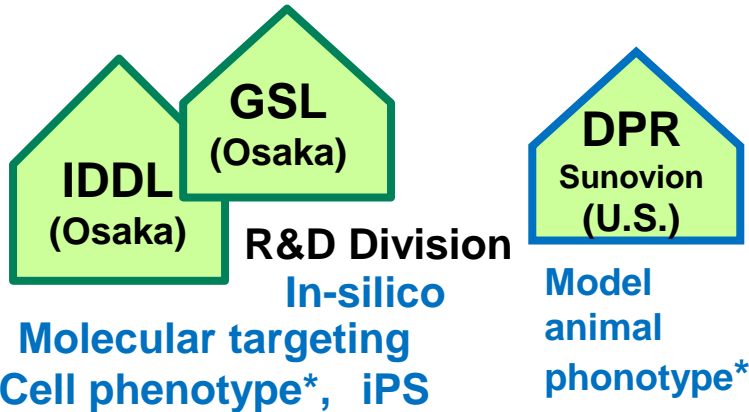 GSL
(Osaka)
IDDL
(Osaka)
DPR
Sunovion
(U.S.)
R&D Division
In-silico
Molecular targeting
Cell phenotype*, iPS
Model
animal
phonotype*